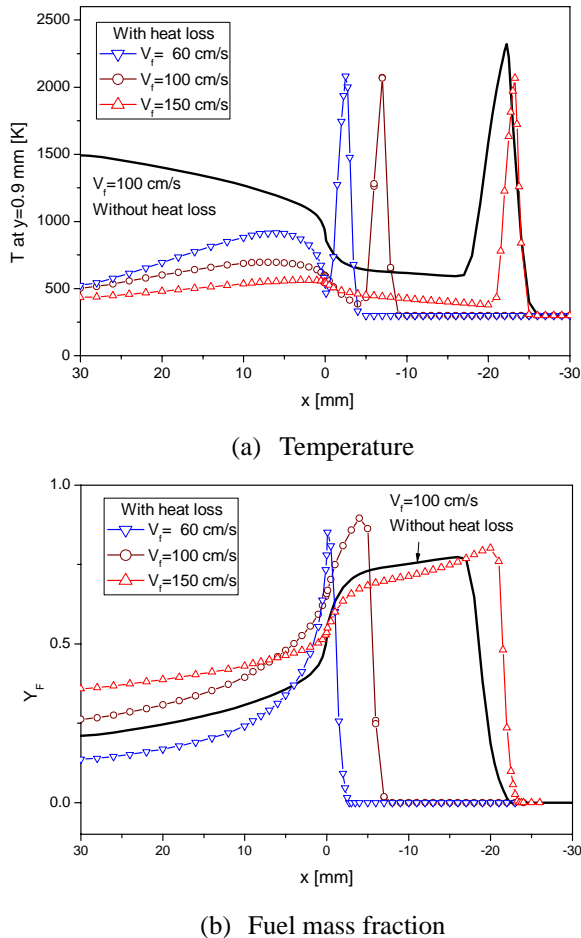 2500
2000
1500
1000
500
0
T at y=0.9 mm [K]
With heat loss
V_f= 60 cm/s
V_f=100 cm/s
V_f=150 cm/s
V_f=100 cm/s
Without heat loss
30 20 10 0 -10 -20 -30
x [mm]
(a) Temperature
1.0
0.5
0.0
Y_F
With heat loss
V_f= 60 cm/s
V_f=100 cm/s
V_f=150 cm/s
V_f=100 cm/s
Without heat loss
30 20 10 0 -10 -20 -30
x [mm]
(b) Fuel mass fraction